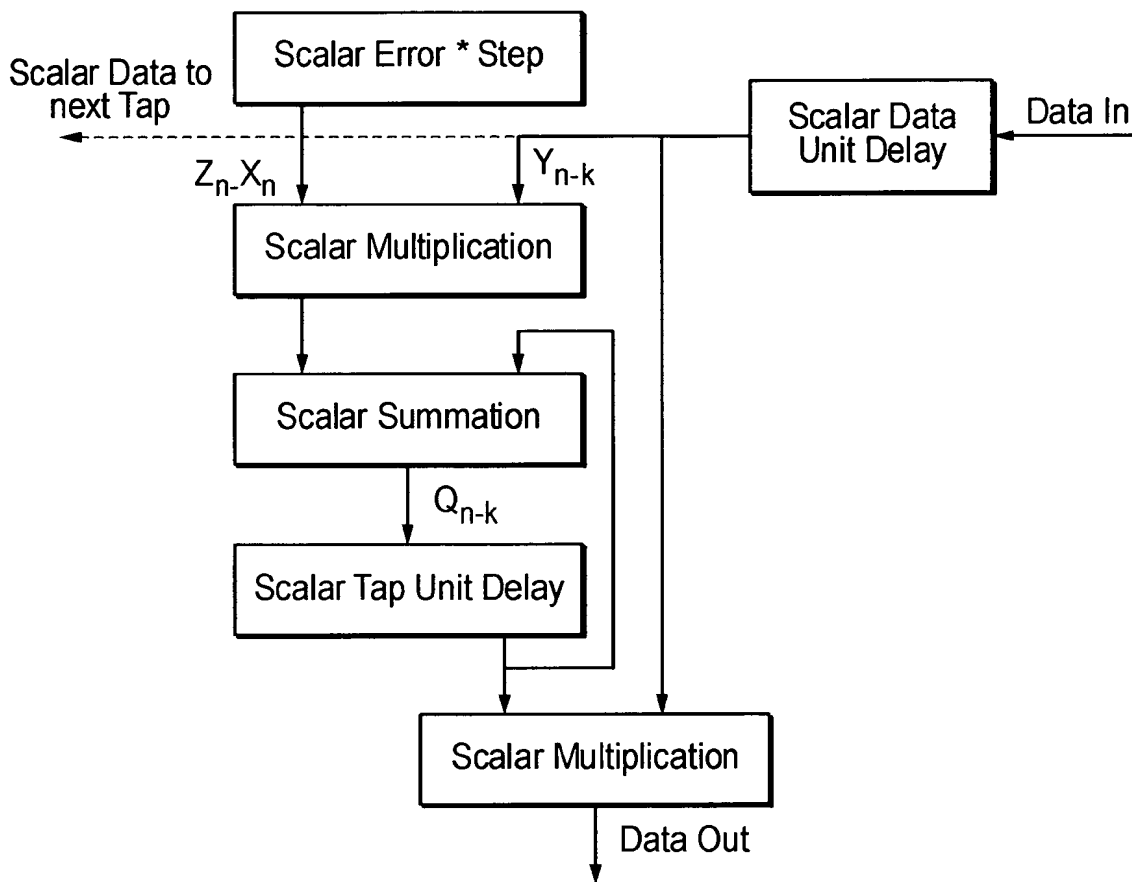 Scalar Error * Step
Scalar Data to
next Tap
Scalar Data
Unit Delay
Data In
Zn-Xn
Yn-k
Scalar Multiplication
Scalar Summation
Qn-k
Scalar Tap Unit Delay
Scalar Multiplication
Data Out